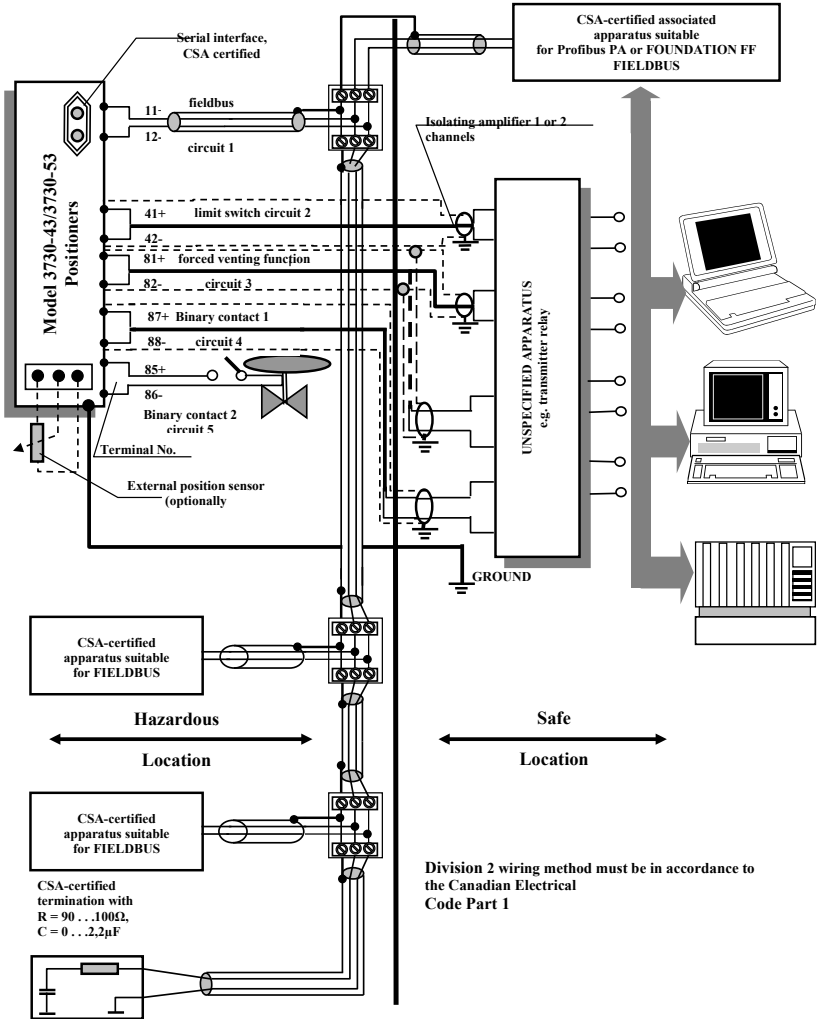 CSA-certified associated
apparatus suitable
for Profibus PA or FOUNDATION FF
FIELDBUS
Serial interface,
CSA certified
Model 3730-43/3730-53
Positioners
11-
fieldbus
12-
circuit 1
Isolating amplifier 1 or 2
channels
41+ limit switch circuit 2
42-
81+ forced venting function
82- circuit 3
87+ Binary contact 1
88- circuit 4
85+
86-
Binary contact 2
circuit 5
Terminal No.
External position sensor
(optionally
UNSPECIFIED APPARATUS
e.g. transmitter relay
GROUND
CSA-certified
apparatus suitable
for FIELDBUS
Hazardous
Location
Safe
Location
CSA-certified
apparatus suitable
for FIELDBUS
Division 2 wiring method must be in accordance to
the Canadian Electrical
Code Part 1
CSA-certified
termination with
R = 90 . . .100Ω,
C = 0 . . .2,2µF